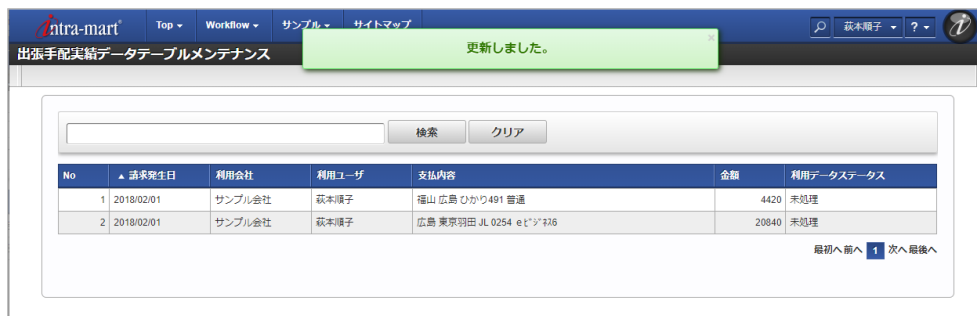 intra-mart Top Workflow サンプル サイトマップ 萩本順子 ?
更新しました。 ×
出張手配実績データテーブルメンテナンス
検索 クリア
No ▲ 請求発生日 利用会社 利用ユーザ 支払内容 金額 利用データステータス
1 2018/02/01 サンプル会社 萩本順子 福山 広島 ひかり491 普通 4420 未処理
2 2018/02/01 サンプル会社 萩本順子 広島 東京羽田 JL 0254 eビジネス6 20840 未処理
最初へ 前へ 1 次へ 最後へ